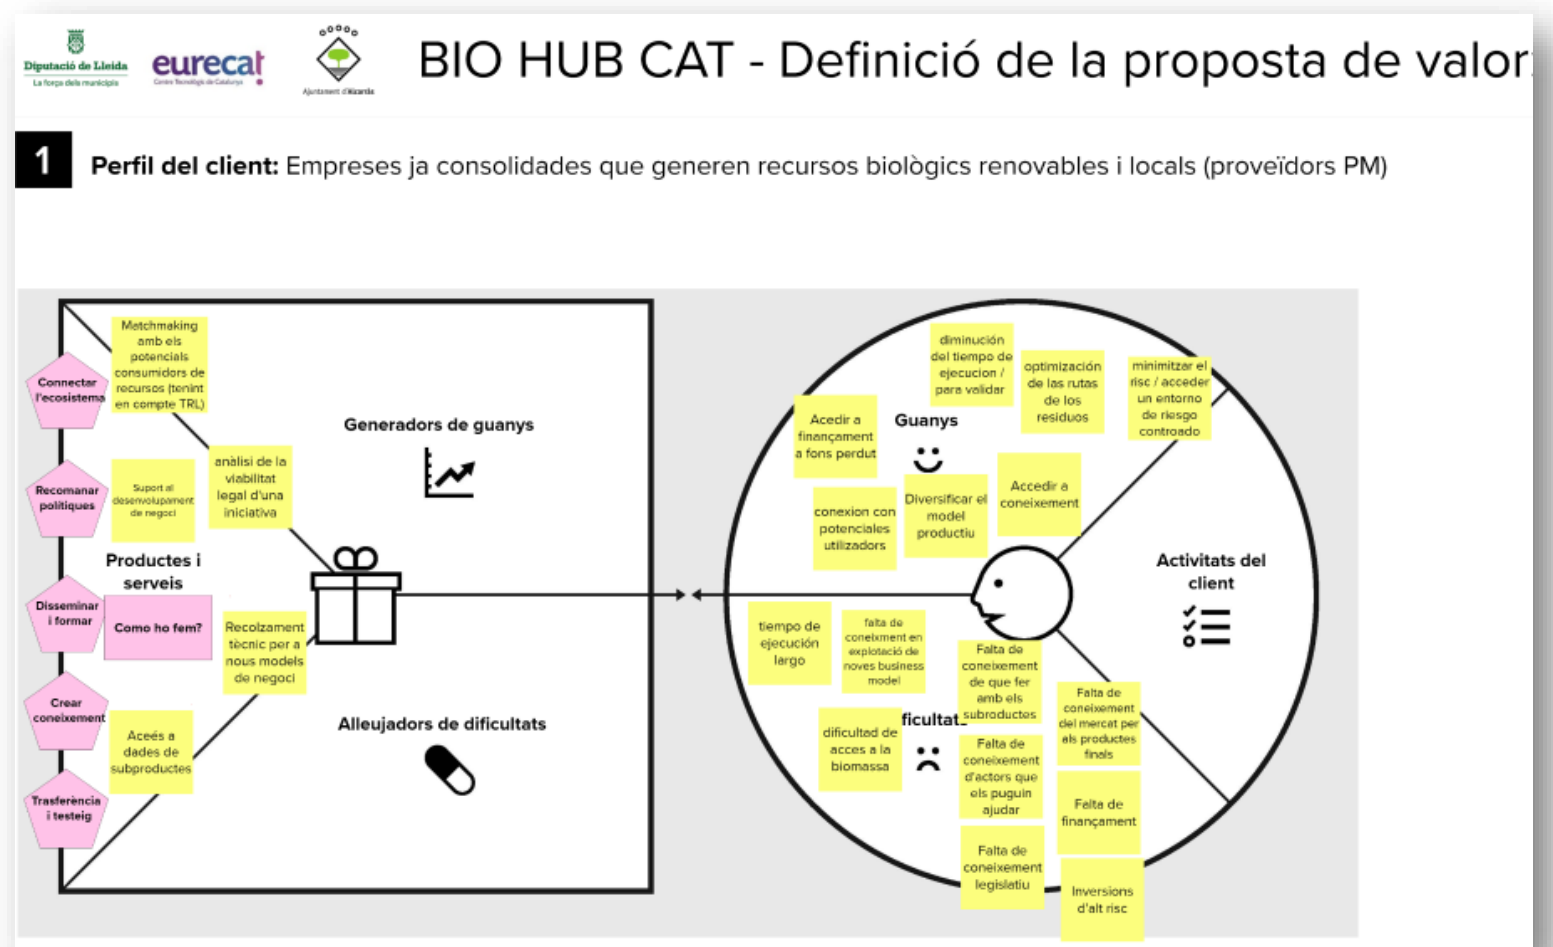 Diputació de Lleida
La força dels municipis
eurecat
Centre Tecnològic de Catalunya
Ajuntament d'Alcarràs
BIO HUB CAT - Definició de la proposta de valor:
1
Perfil del client: Empreses ja consolidades que generen recursos biològics renovables i locals (proveïdors PM)
Matchmaking
amb els
potencials
consumidors de
recursos (tenint
en compte TRL)
Connectar
l'ecosistema
anàlisi de la
viabilitat
legal d'una
iniciativa
Recomanar
polítiques
Suport al
desenvolupament
de negoci
Productes i
serveis
Disseminar
i formar
Como ho fem?
Recolzament
tècnic per a
nous models
de negoci
Crear
coneixement
Aceés a
dades de
subproductes
Trasferència
i testeig
Generadors de guanys
Alleujadors de dificultats
diminución
del tiempo de
ejecucion /
para validar
optimización
de las rutas
de los
residuos
minimitzar el
risc / acceder
un entorno
de riesgo
controado
Acedir a
finançament
a fons perdut
Guanys
conexion con
potenciales
utilizadors
Diversificar el
model
productiu
Accedir a
coneixement
Activitats del
client
tiempo de
ejecución
largo
falta de
coneixment en
explotació de
noves business
model
Falta de
coneixement
de que fer
amb els
subroductes
Falta de
coneixement
del mercat per
als productes
finals
dificultad de
acces a la
biomassa
ficultats
Falta de
coneixement
d'actors que
els puguin
ajudar
Falta de
finançament
Falta de
coneixement
legislatiu
Inversions
d'alt risc